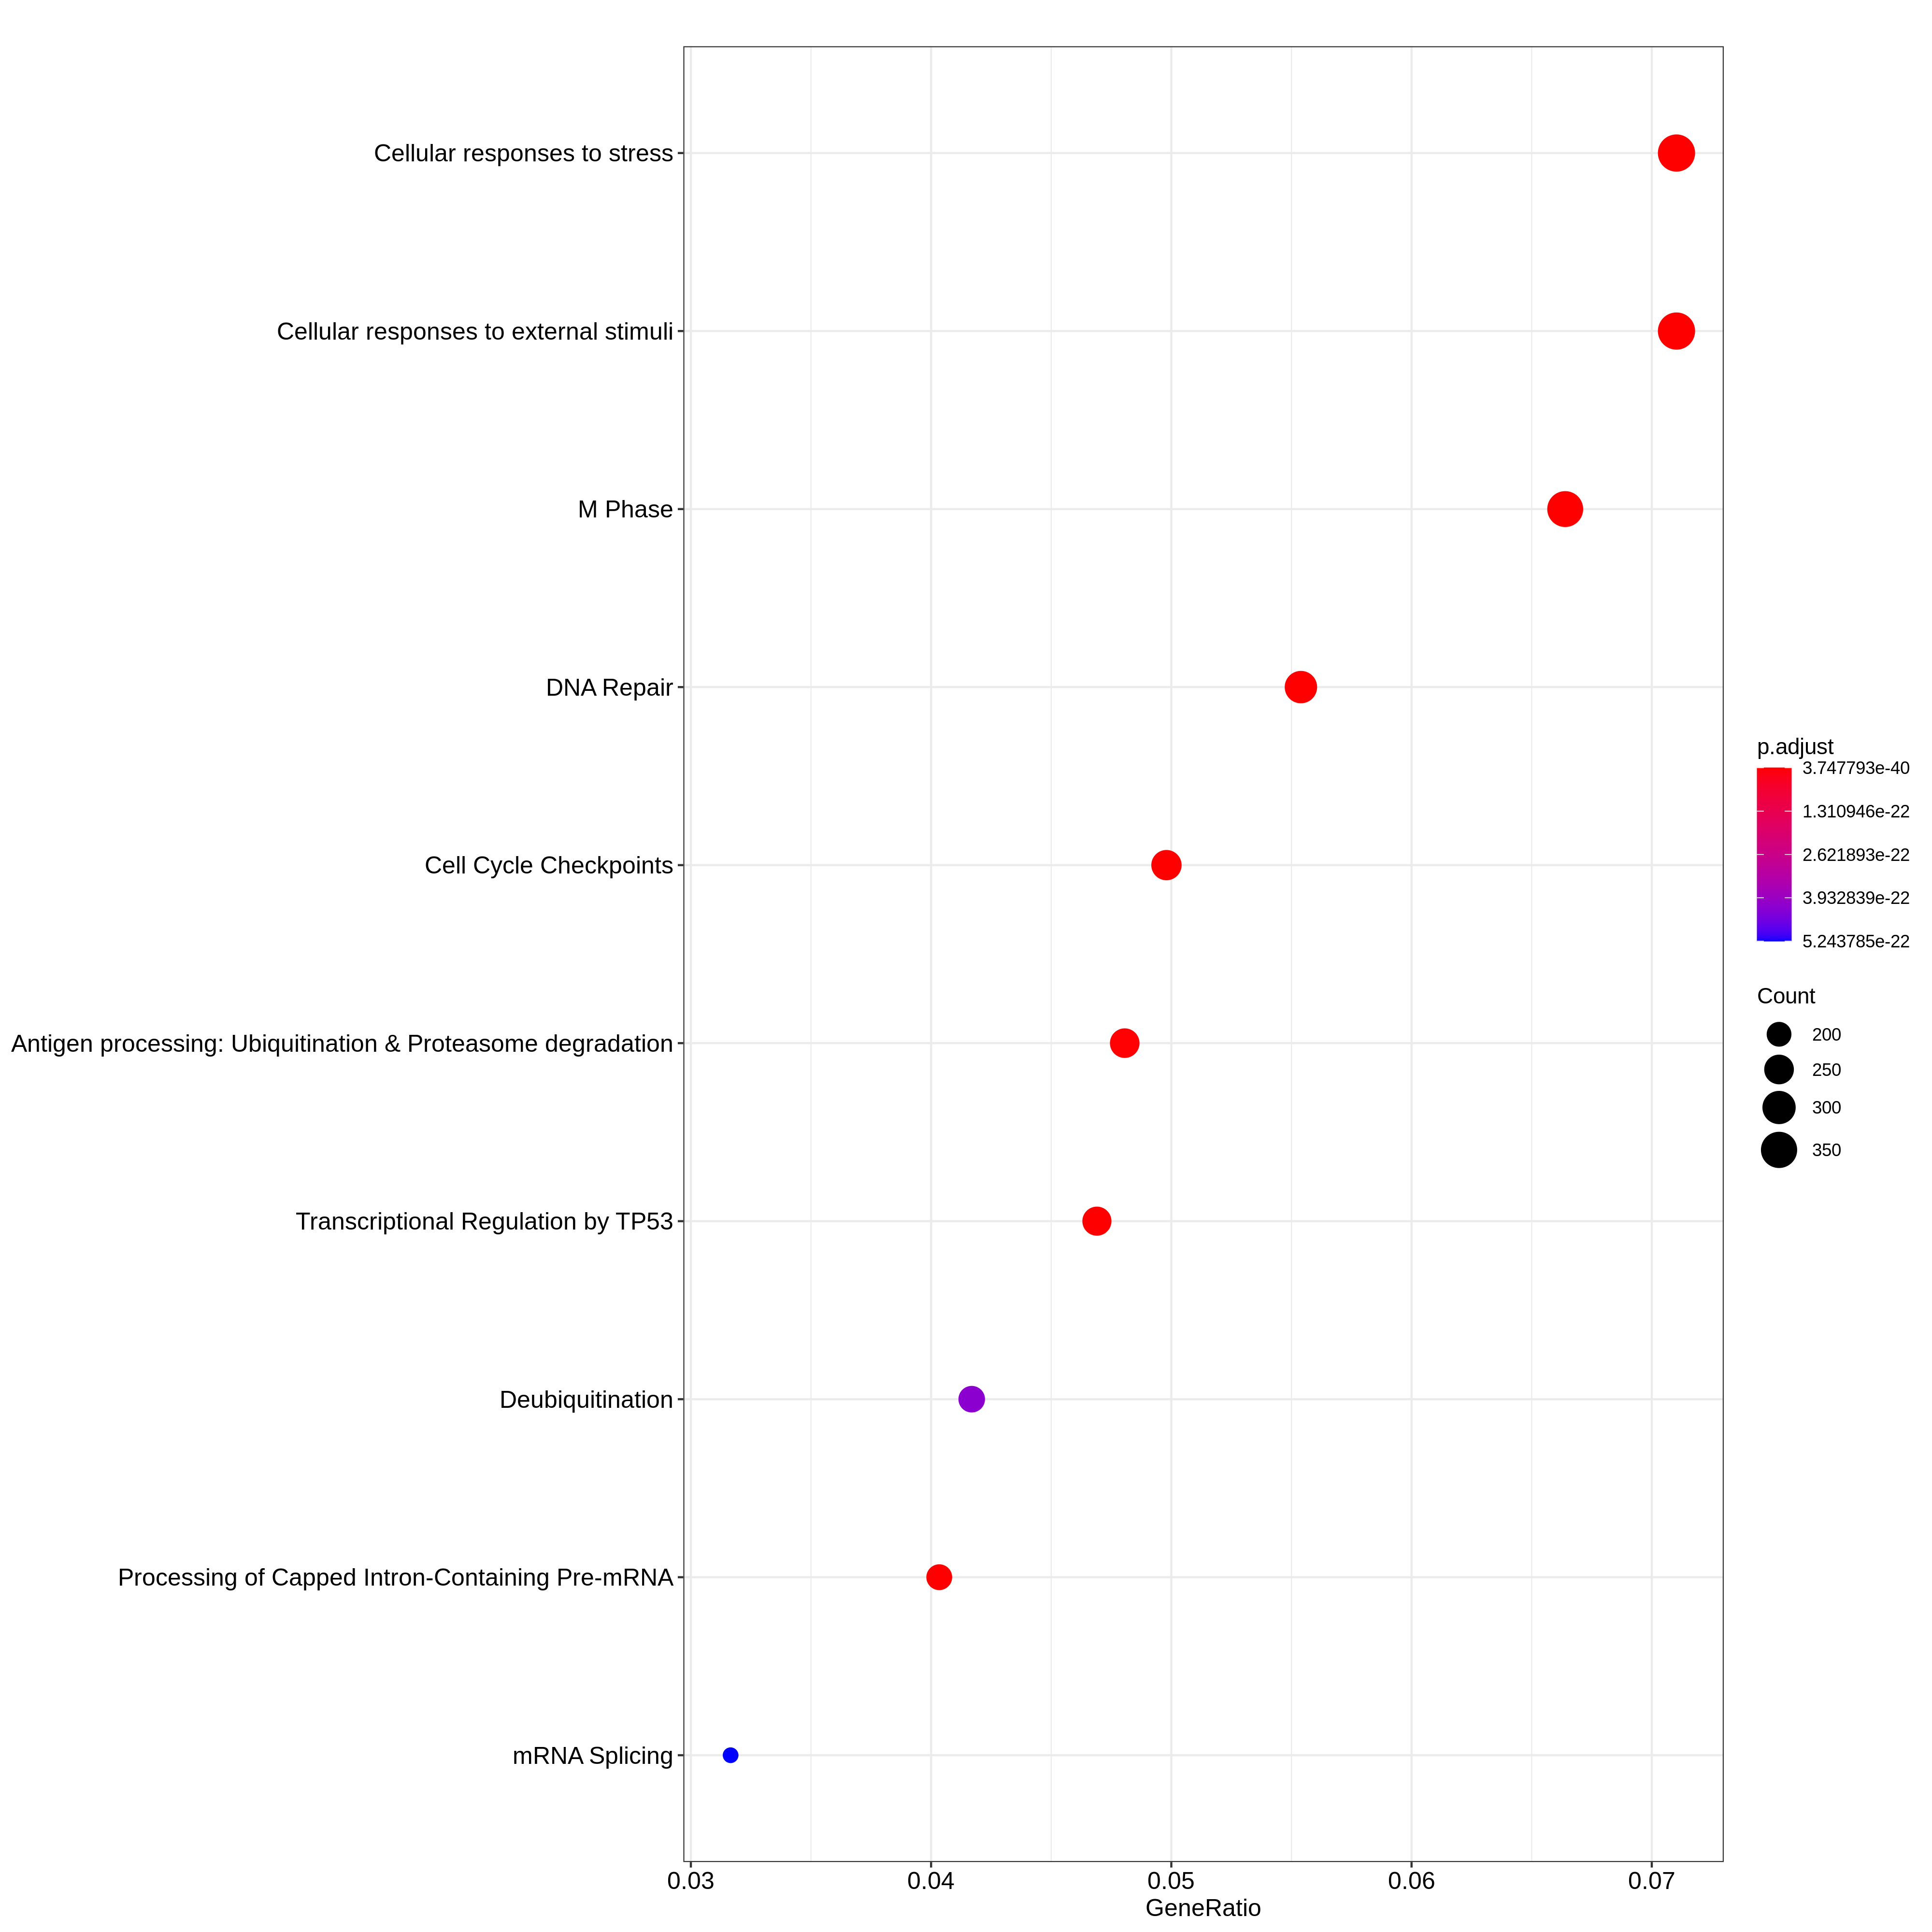 Cellular responses to stress
Cellular responses to external stimuli
M Phase
DNA Repair
Cell Cycle Checkpoints
Antigen processing: Ubiquitination & Proteasome degradation
Transcriptional Regulation by TP53
Deubiquitination
Processing of Capped Intron-Containing Pre-mRNA
mRNA Splicing
0.03 0.04 0.05 0.06 0.07
GeneRatio
p.adjust
3.747793e-40
1.310946e-22
2.621893e-22
3.932839e-22
5.243785e-22
Count
200
250
300
350